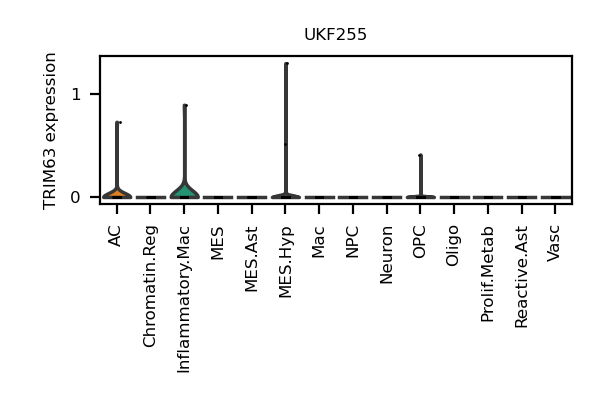 UKF255
TRIM63 expression
1
0
AC
Chromatin.Reg
Inflammatory.Mac
MES
MES.Ast
MES.Hyp
Mac
NPC
Neuron
OPC
Oligo
Prolif.Metab
Reactive.Ast
Vasc